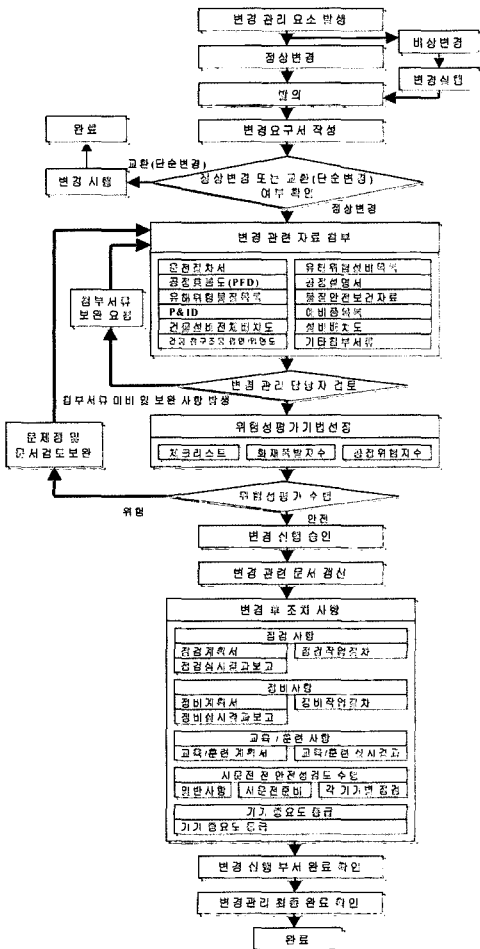 변경 관리 요소 발생
비상변경
정상변경
변경실행
발의
변경요구서 작성
완료
교환(단순변경)
변경 시행
정상변경 또는 교환(단순변경)
여부 확인
정상변경
변경 관련 자료 첨부
운전절차서
유해위험설비목록
공정흐름도(PFD)
공정설명서
유해위험물질목록
물질안전보건자료
P&ID
예비품목록
건물설비전체배치도
설비배치도
기타첨부서류
첨부서류
보완 요청
변경 관리 담당자 검토
첨부서류 미비 및 보완 사항 발생
위험성평가기법선정
체크리스트
화재폭발지수
공정위험지수
문제점 및
문서검토보완
위험성평가 수행
위험
안전
변경 실행 승인
변경 관련 문서 갱신
변경 후 조치 사항
점검 사항
점검계획서
점검작업절차
점검실시결과보고
정비사항
정비계획서
정비작업절차
정비실시결과보고
교육/훈련 사항
교육/훈련 계획서
교육/훈련 실시결과
시운전 전 안전성검토 수행
일반사항
시운전준비
각 기기별 점검
기기 중요도 등급
기기 중요도 등급
변경 실행 부서 완료 확인
변경관리 최종 완료 확인
완료